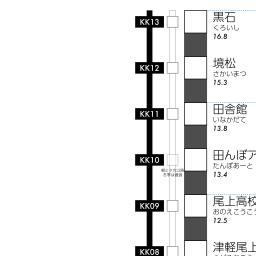 KK13
黒石
くろいし
16.8
KK12
境松
さかいまつ
15.3
KK11
田舎館
いなかだて
13.8
KK10
田んぼア
たんぼあーと
13.4
KK09
尾上高校
おのえこうこう
12.5
KK08
津軽尾上